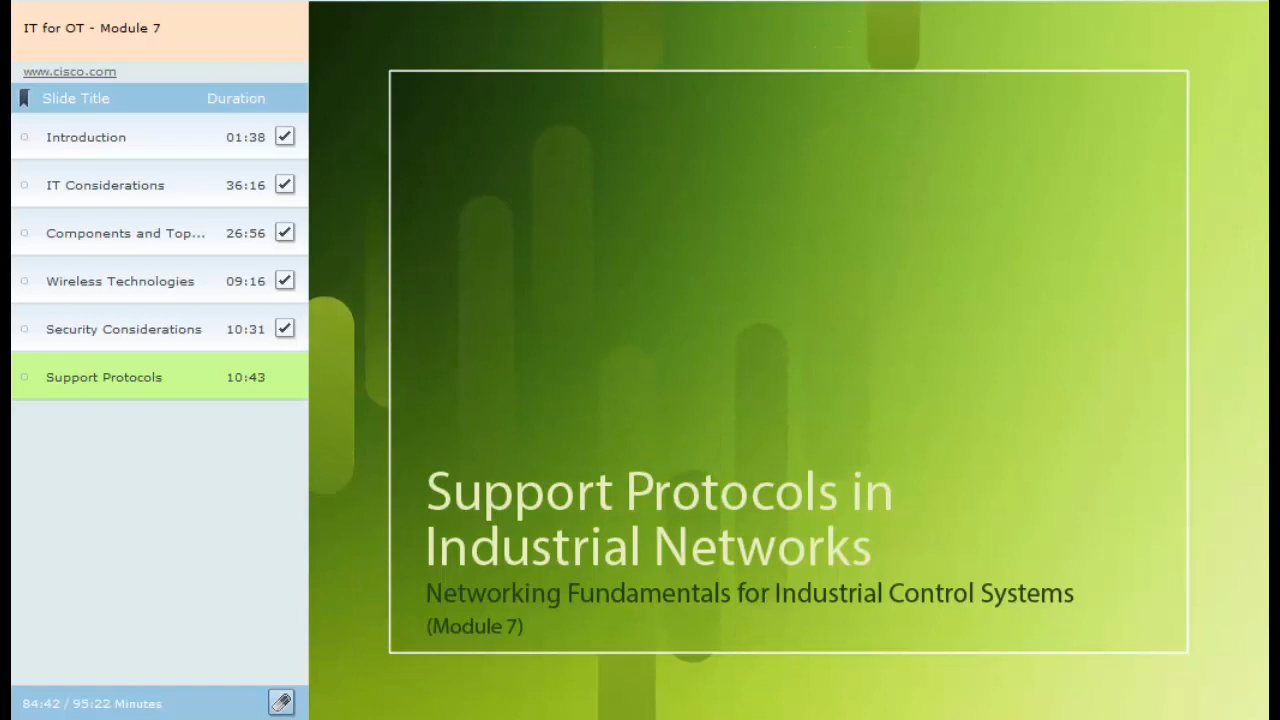 IT for OT - Module 7
www.cisco.com
Slide Title Duration
Introduction 01:38
IT Considerations 36:16
Components and Top... 26:56
Wireless Technologies 09:16
Security Considerations 10:31
Support Protocols 10:43
84:42 / 95:22 Minutes
Support Protocols in
Industrial Networks
Networking Fundamentals for Industrial Control Systems
(Module 7)